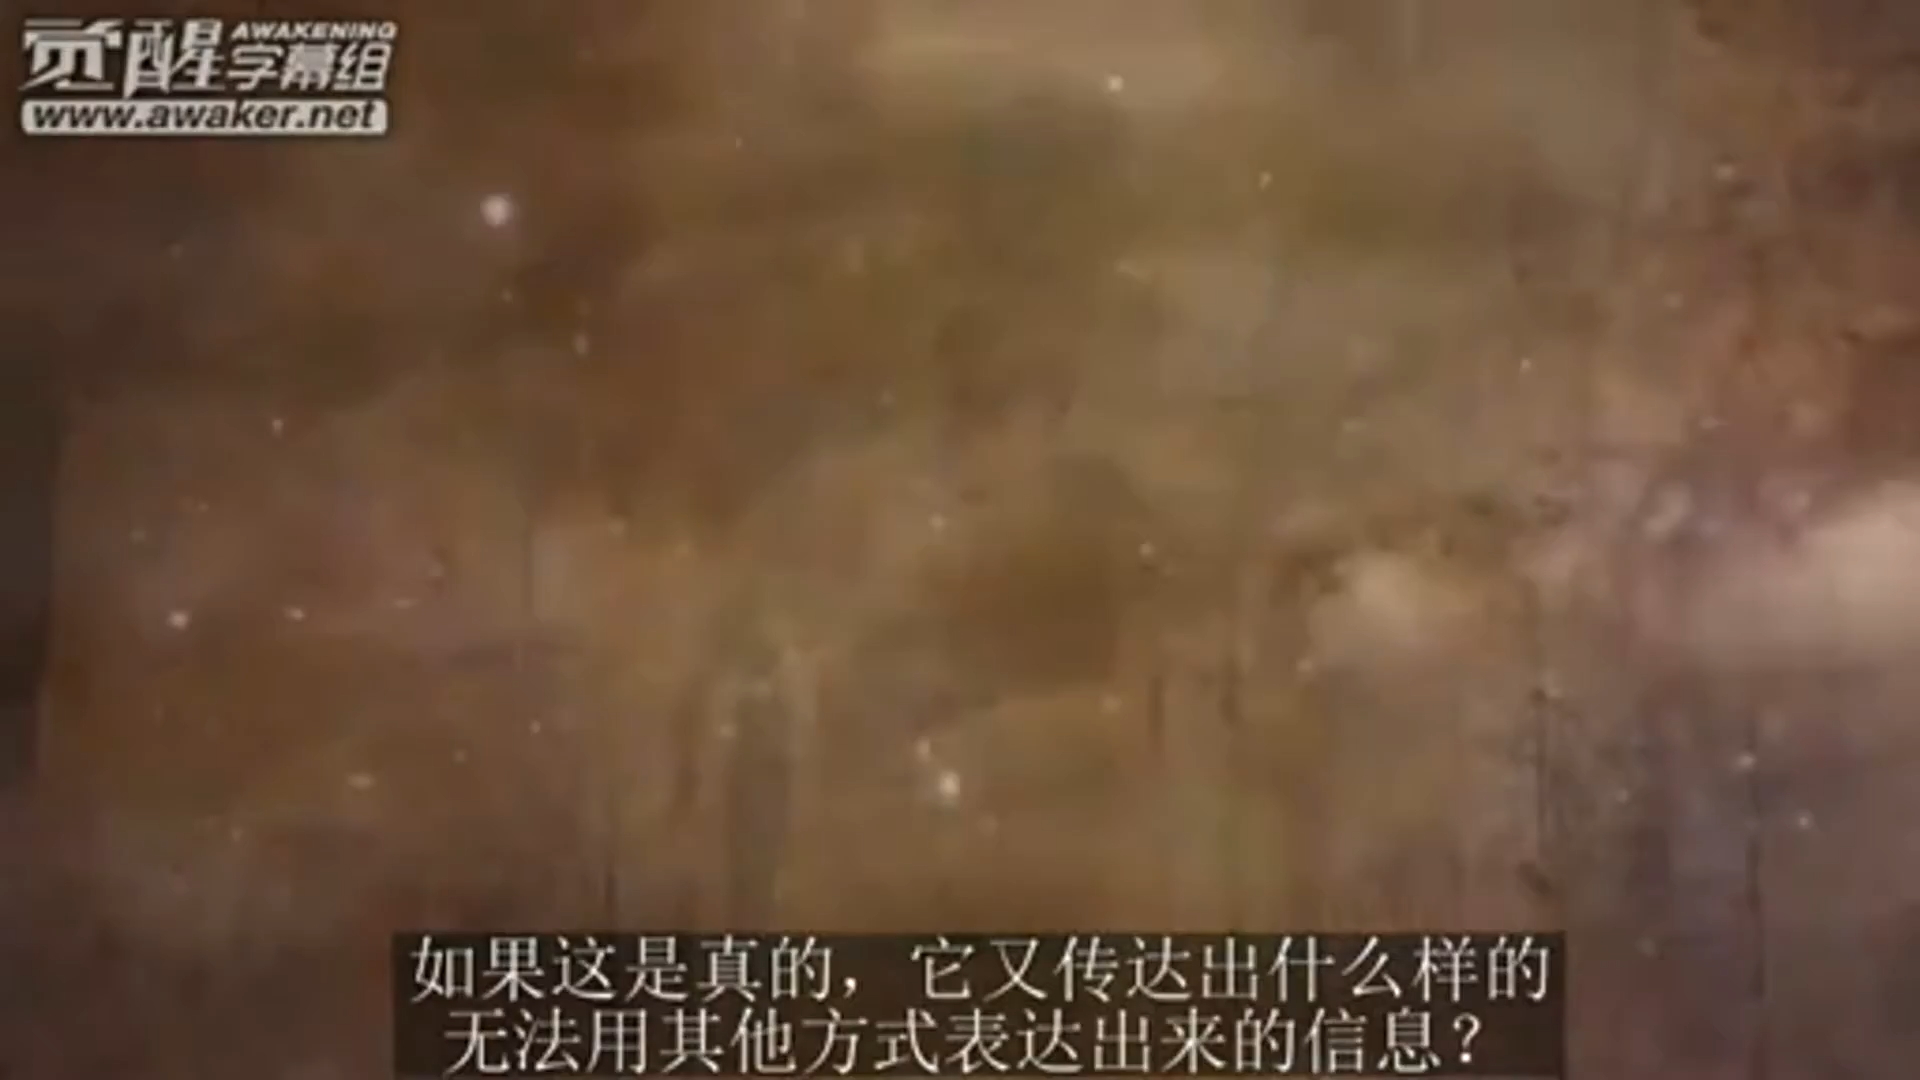 觉醒字幕组
AWAKENING
www.awaker.net
如果这是真的，它又传达出什么样的
无法用其他方式表达出来的信息？